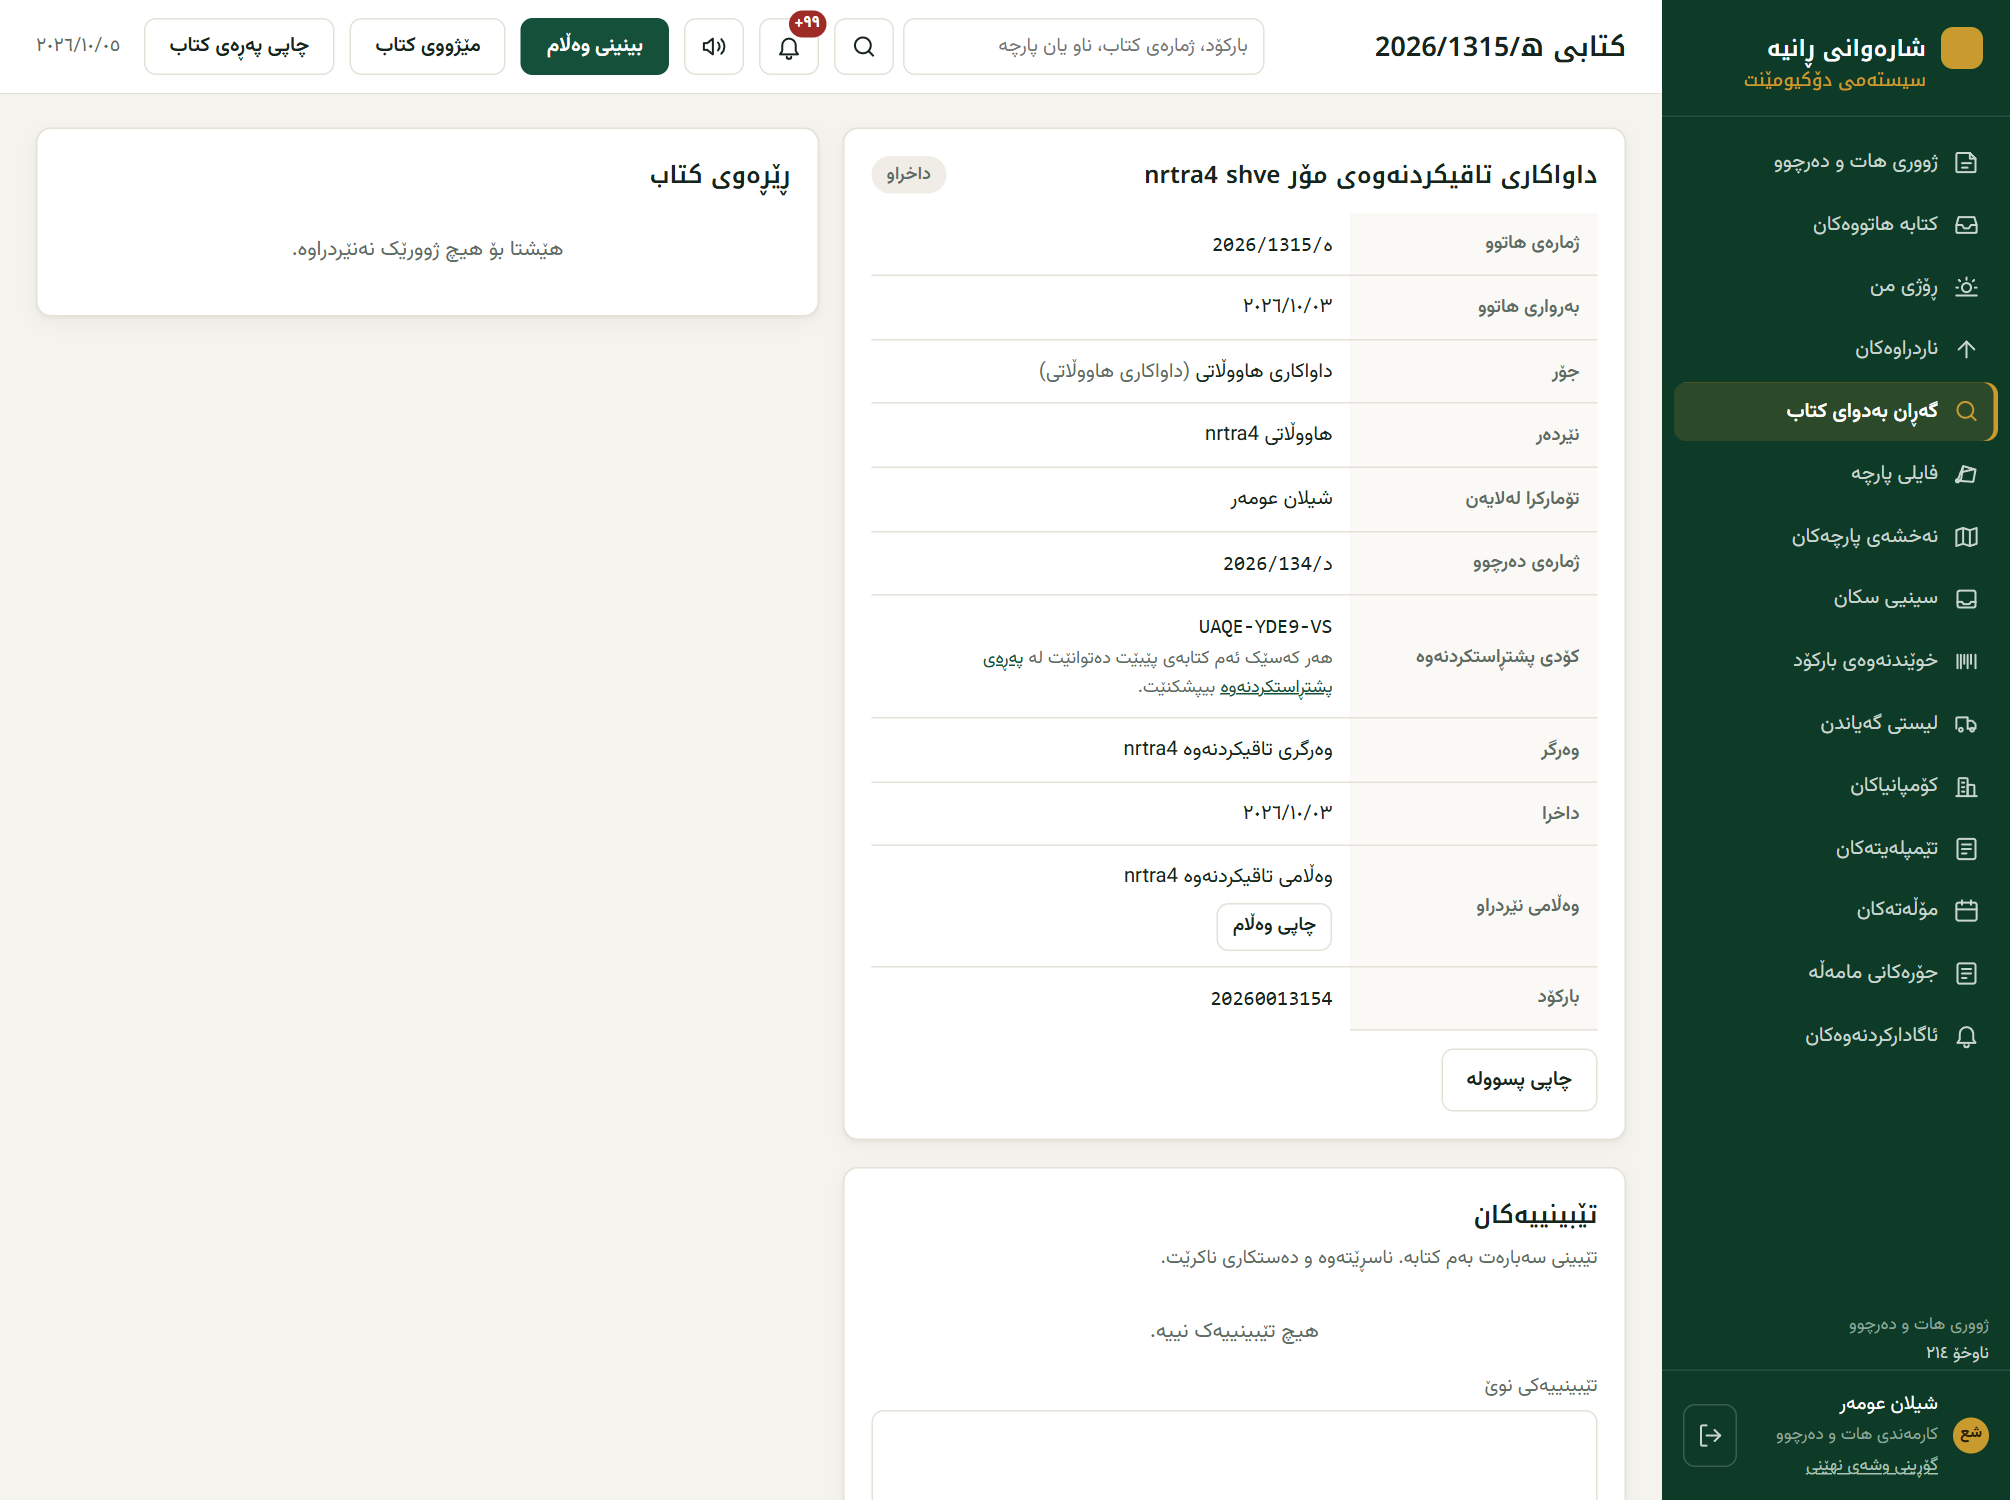 شارەوانی ڕانیە
سیستەمی دۆکیومێنت
ژووری هات و دەرچوو
کتابە هاتووەکان
ڕۆژی من
ناردراوەکان
گەڕان بەدوای کتاب
فایلی پارچە
نەخشەی پارچەکان
سینیی سکان
خوێندنەوەی بارکۆد
لیستی گەیاندن
کۆمپانیاکان
تێمپلەیتەکان
مۆڵەتەکان
جۆرەکانی مامەڵە
ئاگادارکردنەوەکان
ژووری هات و دەرچوو
ناوخۆ ٢١٤
شیلان عومەر
شع
کارمەندی هات و دەرچوو
گۆڕینی وشەی نهێنی
کتابی ھ/2026/1315
بارکۆد، ژمارەی کتاب، ناو یان پارچە
+٩٩
بینینی وەڵام
مێژووی کتاب
چاپی پەڕەی کتاب
٢٠٢٦/١٠/٠٥
داواکاری تاقیکردنەوەی مۆر nrtra4 shve
داخراو
ژمارەی هاتوو
ه/2026/1315
بەرواری هاتوو
٢٠٢٦/١٠/٠٣
جۆر
داواکاری هاووڵاتی (داواکاری هاووڵاتی)
نێردەر
هاووڵاتی nrtra4
تۆمارکرا لەلایەن
شیلان عومەر
ژمارەی دەرچوو
د/2026/134
کۆدی پشتڕاستکردنەوە
UAQE-YDE9-VS
هەر کەسێک ئەم کتابەی پێبێت دەتوانێت لە پەڕەی
پشتڕاستکردنەوە بیپشکنێت.
وەرگر
وەرگری تاقیکردنەوە nrtra4
داخرا
٢٠٢٦/١٠/٠٣
وەڵامی نێردراو
وەڵامی تاقیکردنەوە nrtra4
چاپی وەڵام
بارکۆد
20260013154
چاپی پسوولە
تێبینییەکان
تێبینی سەبارەت بەم کتابە. ناسڕێتەوە و دەستکاری ناکرێت.
هیچ تێبینییەک نییە.
تێبینییەکی نوێ
ڕێڕەوی کتاب
هێشتا بۆ هیچ ژوورێک نەنێردراوە.